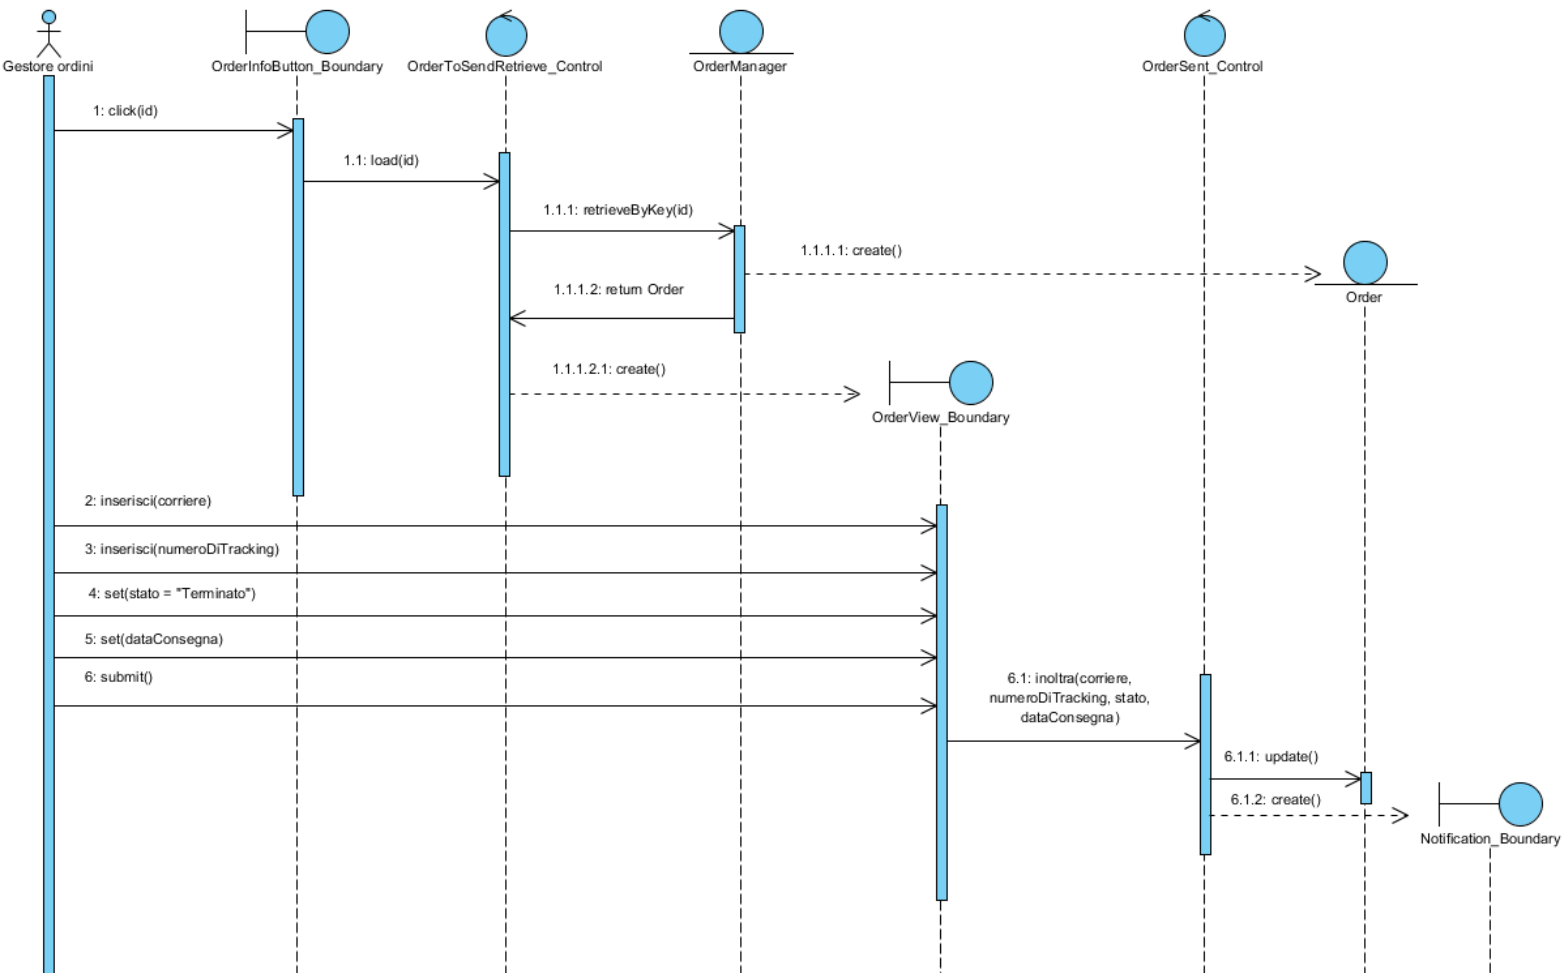 Gestore ordini
OrderInfoButton_Boundary
OrderToSendRetrieve_Control
OrderManager
OrderSent_Control
1: click(id)
1.1: load(id)
1.1.1: retrieveByKey(id)
1.1.1.1: create()
1.1.1.2: return Order
Order
1.1.1.2.1: create()
OrderView_Boundary
2: inserisci(corriere)
3: inserisci(numeroDiTracking)
4: set(stato = "Terminato")
5: set(dataConsegna)
6: submit()
6.1: inoltra(corriere,
numeroDiTracking, stato,
dataConsegna)
6.1.1: update()
6.1.2: create()
Notification_Boundary